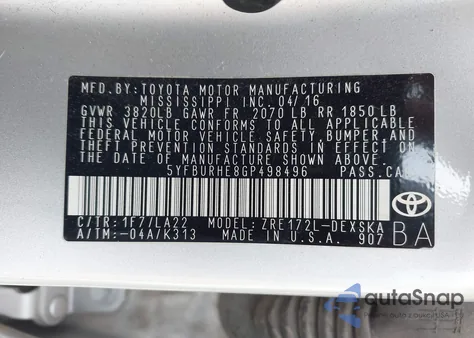 MFD. BY: TOYOTA MOTOR MANUFACTURING
MISSISSIPPI INC. 04/16
GVWR 3820LB GAWR FR 2070 LB RR 1850 LB
THIS VEHICLE CONFORMS TO ALL APPLICABLE
FEDERAL MOTOR VEHICLE SAFETY, BUMPER, AND
THEFT PREVENTION STANDARDS IN EFFECT ON
THE DATE OF MANUFACTURE SHOWN ABOVE.
5YFBURHE8GP498496 PASS.CA
C/TR: 1F7/LA22 MODEL: ZRE172L-DEXSKA
A/TM: -04A/K313 MADE IN U.S.A. 907
TOYOTA
BA
autaSnap